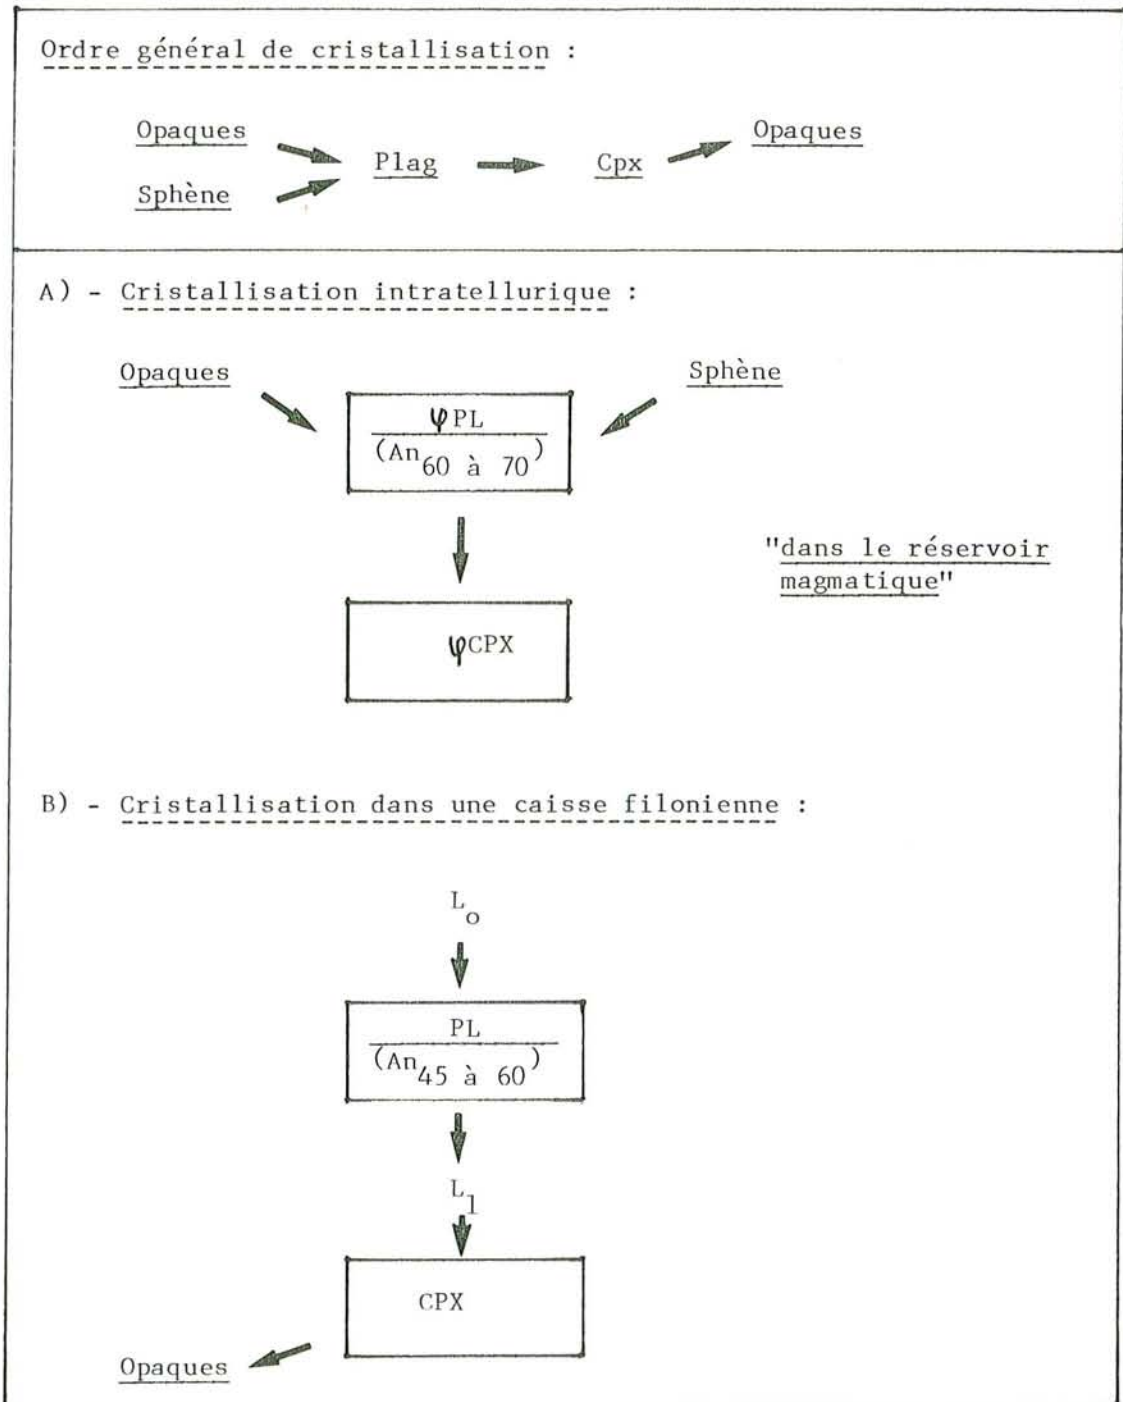 Ordre général de cristallisation :
Opaques
Opaques
Plag
Cpx
Sphène
A) - Cristallisation intratellurique :
Opaques
Sphène
φPL
(An60 à 70)
"dans le réservoir
magmatique"
φCPX
B) - Cristallisation dans une caisse filonienne :
Lo
PL
(An45 à 60)
L1
CPX
Opaques